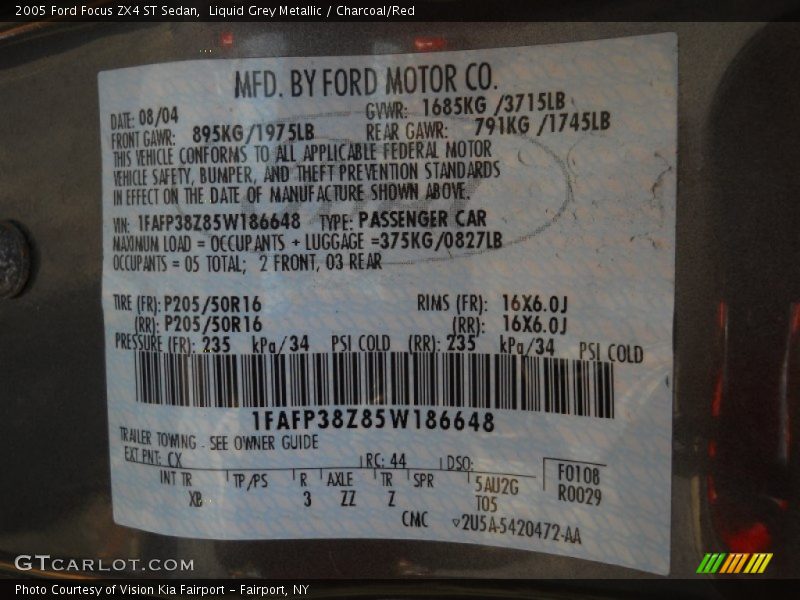 2005 Ford Focus ZX4 ST Sedan,  Liquid Grey Metallic / Charcoal/Red
MFD. BY FORD MOTOR CO.
DATE: 08/04 GVWR: 1685KG /3715LB
FRONT GAWR: 895KG/1975LB REAR GAWR: 791KG /1745LB
THIS VEHICLE CONFORMS TO ALL APPLICABLE FEDERAL MOTOR
VEHICLE SAFETY, BUMPER, AND THEFT PREVENTION STANDARDS
IN EFFECT ON THE DATE OF MANUFACTURE SHOWN ABOVE.
VIN: 1FAFP38Z85W186648 TYPE: PASSENGER CAR
MAXIMUM LOAD = OCCUPANTS + LUGGAGE =375KG/0827LB
OCCUPANTS = 05 TOTAL; 2 FRONT, 03 REAR
TIRE (FR): P205/50R16 RIMS (FR): 16X6.0J
(RR): P205/50R16 (RR): 16X6.0J
PRESSURE (FR): 235 kPa/34 PSI COLD (RR): 235 kPa/34 PSI COLD
1FAFP38Z85W186648
TRAILER TOWING - SEE OWNER GUIDE
EXT PNT: CX RC: 44 DSO: F0108
INT TR TP/PS R AXLE TR SPR 5AU2G R0029
XB 3 ZZ Z T05
CMC ▿2U5A-5420472-AA
GTCARLOT.COM
Photo Courtesy of Vision Kia Fairport - Fairport, NY